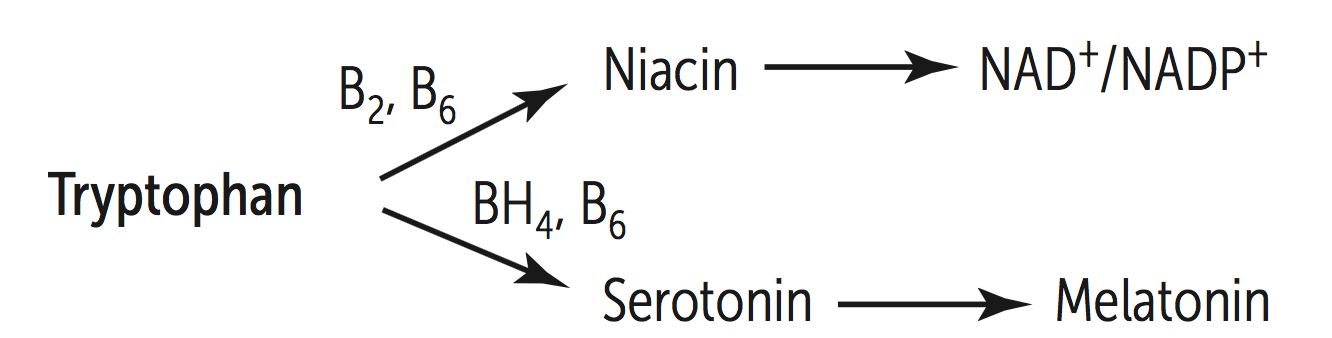 B₂, B₆
Niacin
NAD⁺/NADP⁺
Tryptophan
BH₄, B₆
Serotonin
Melatonin